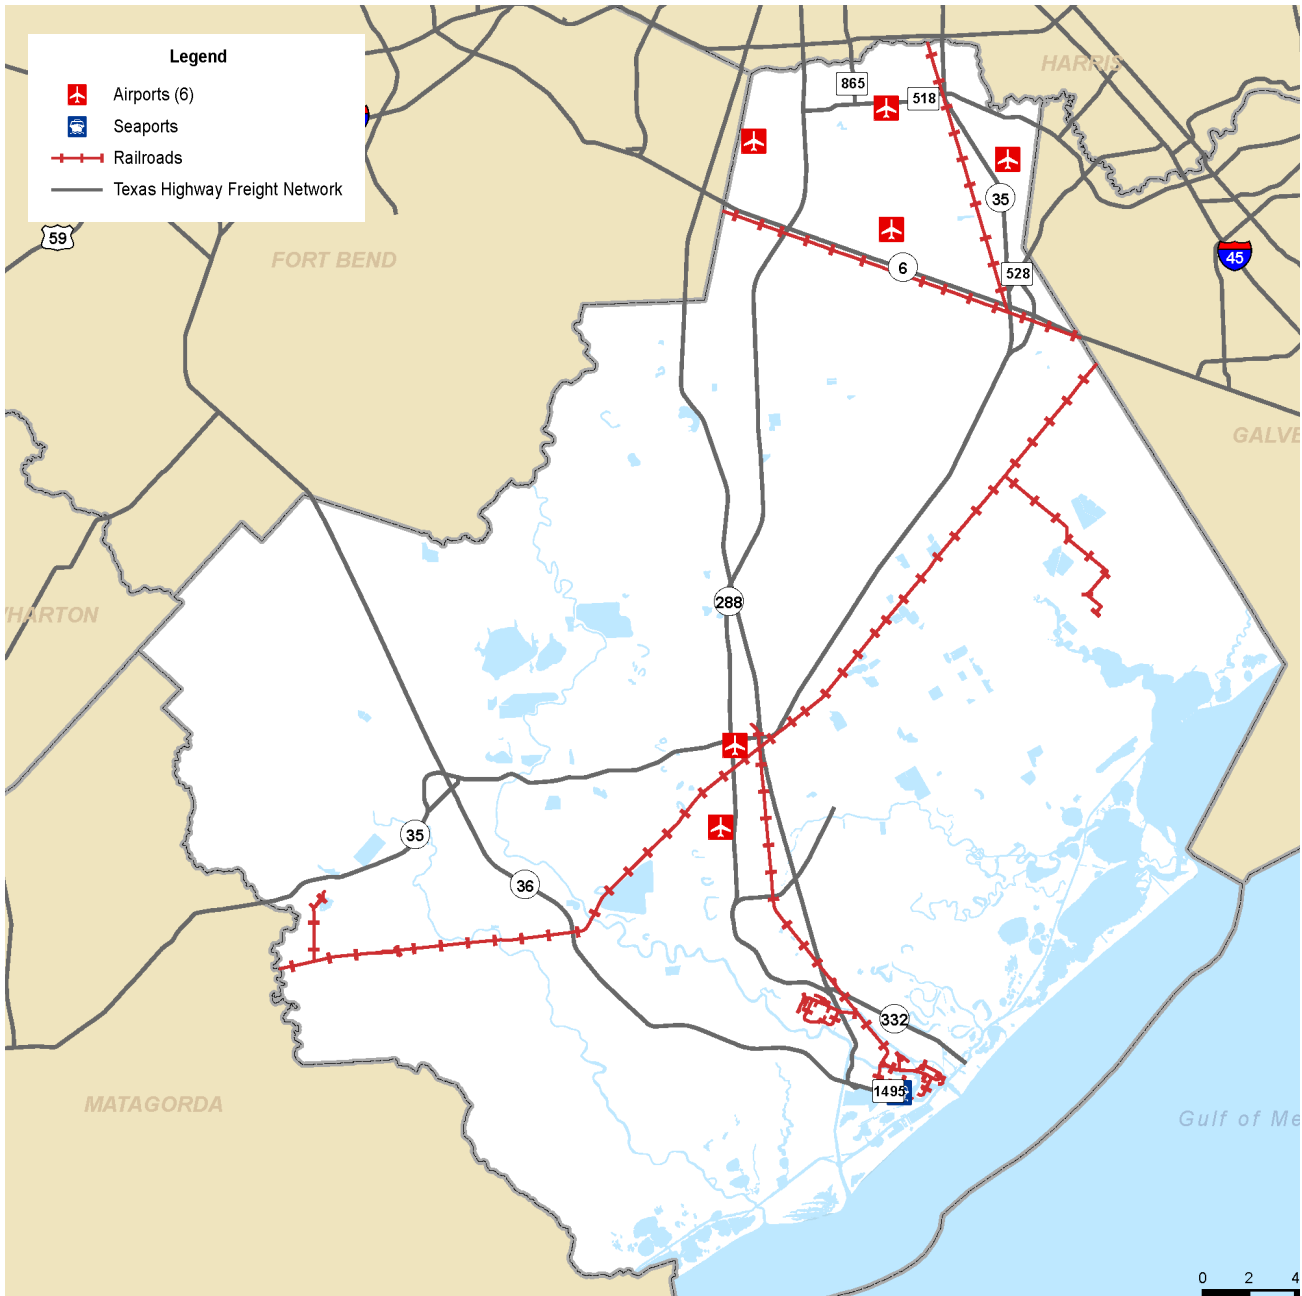 Legend
Airports (6)
Seaports
Railroads
Texas Highway Freight Network
HARRIS
865
518
35
59
FORT BEND
45
6
528
GALVE
288
WHARTON
35
36
332
1495
MATAGORDA
Gulf of Me
0 2 4